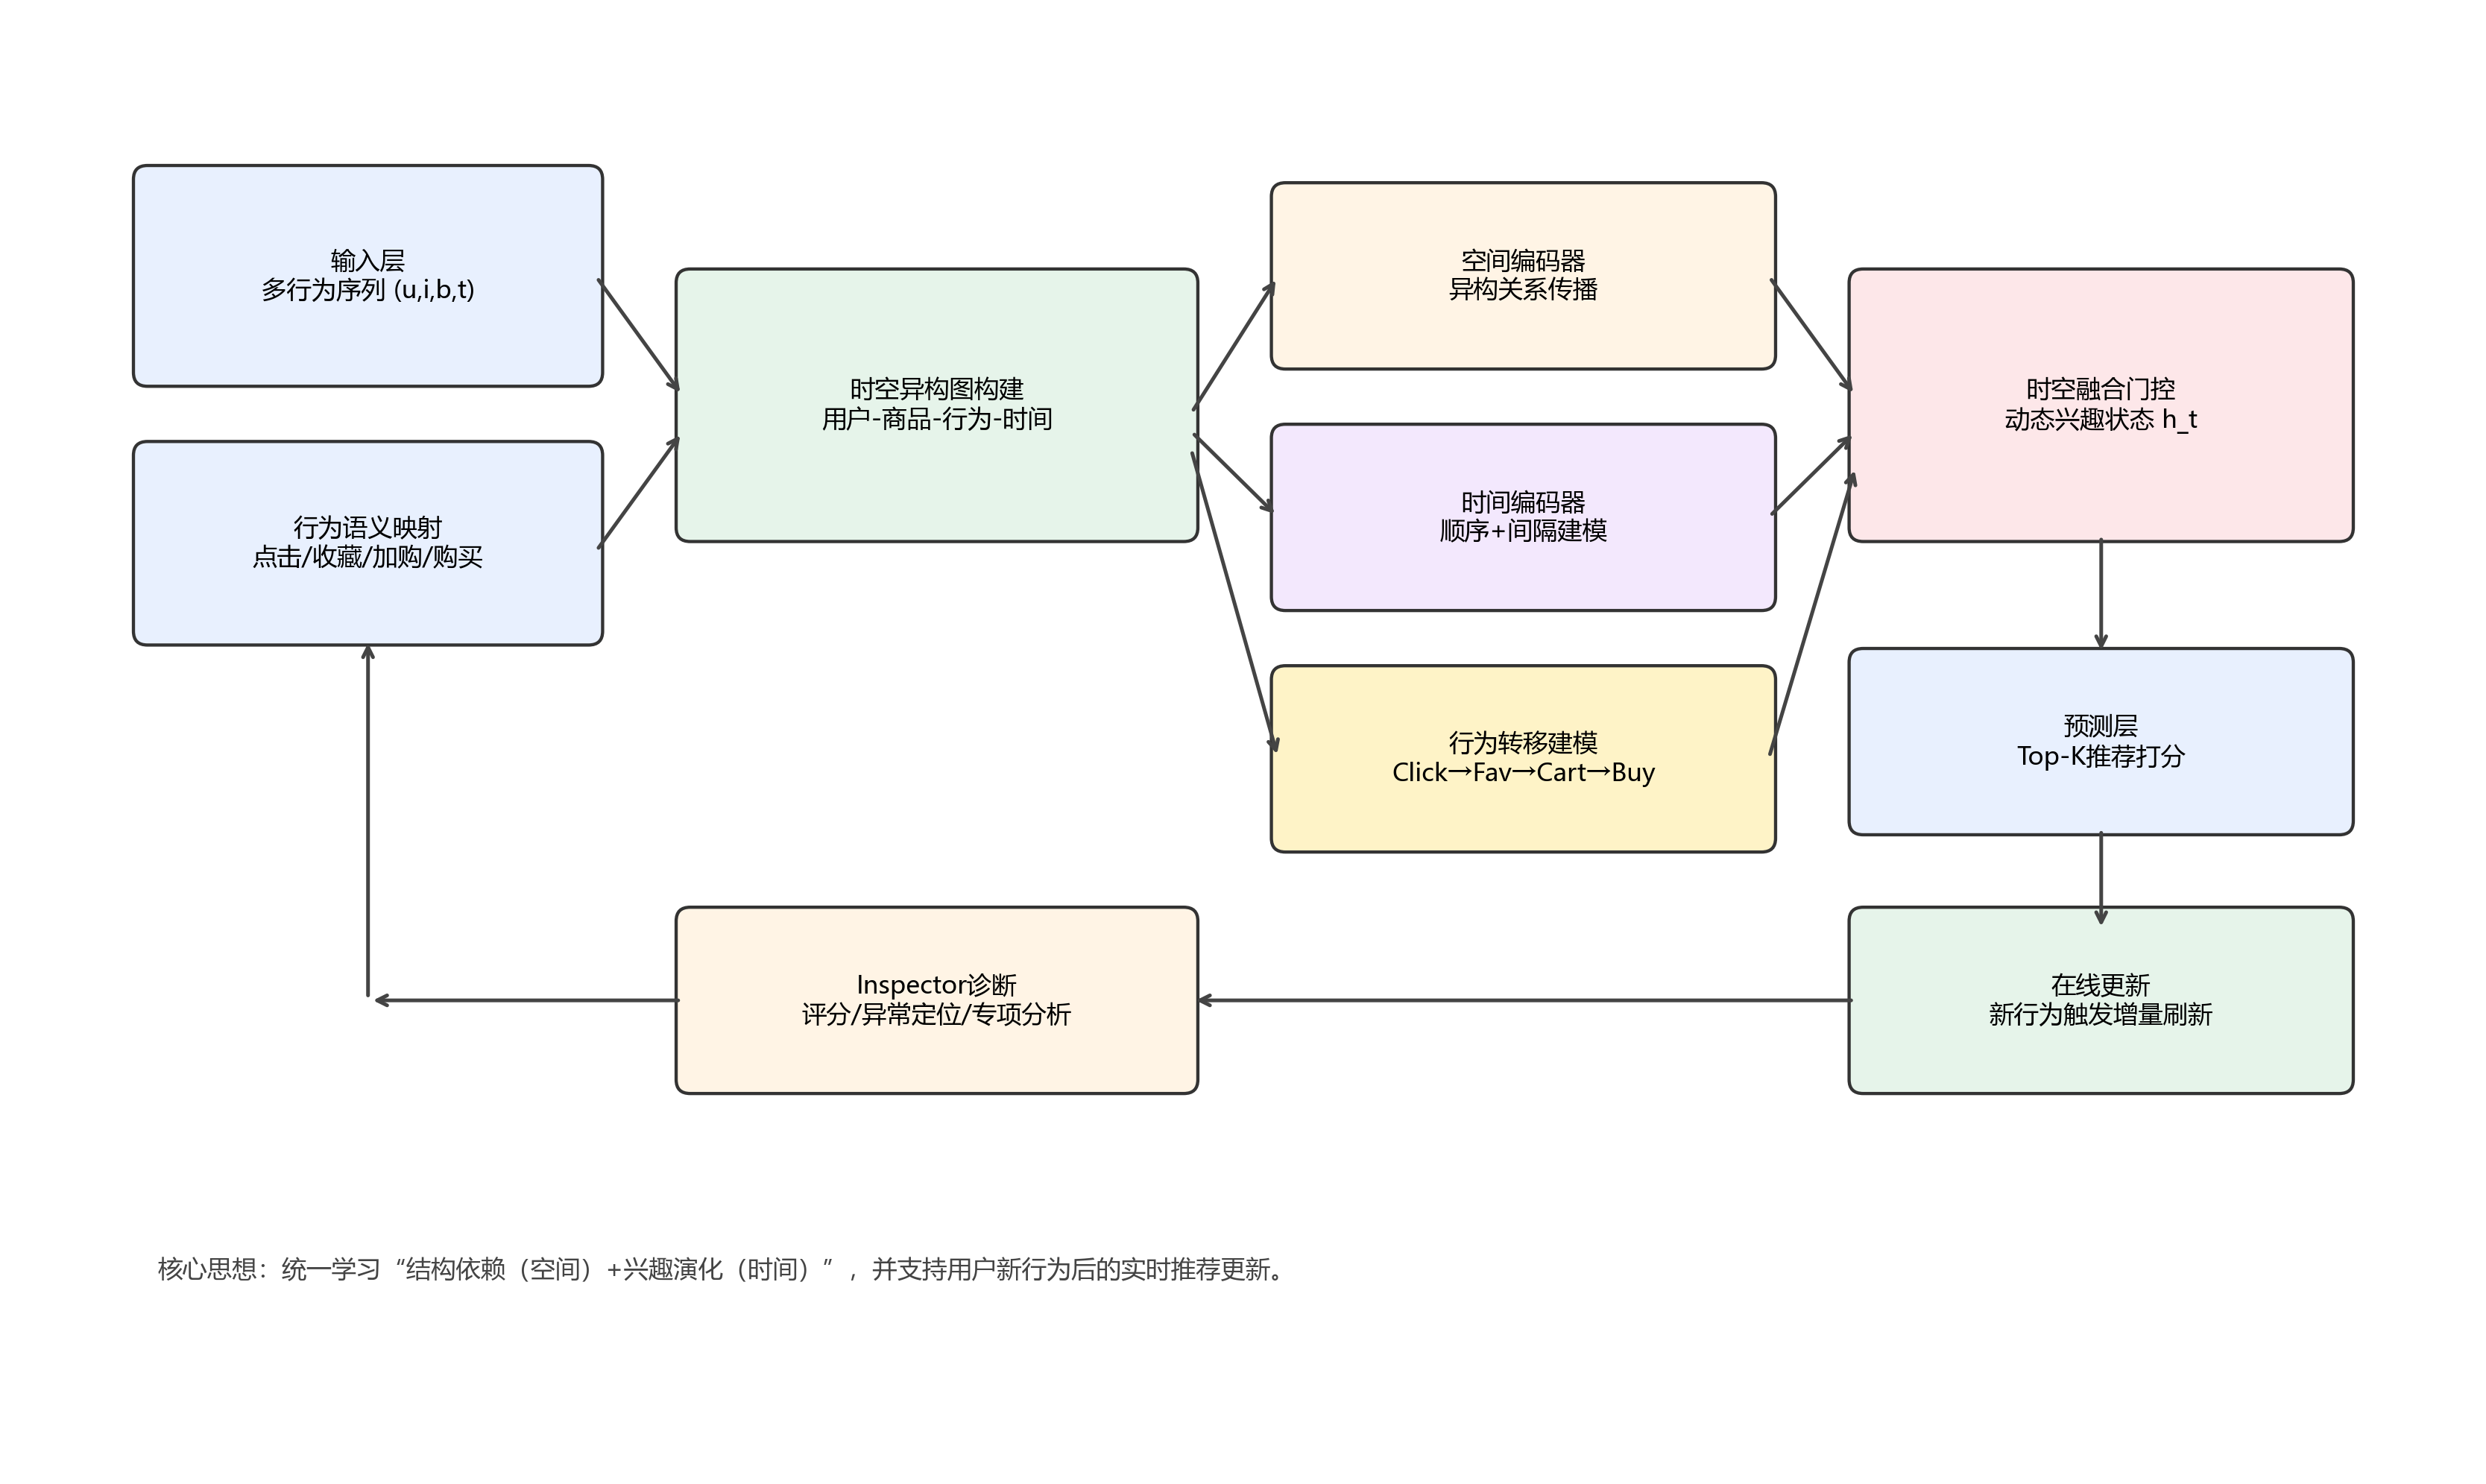 输入层
多行为序列 (u,i,b,t)
行为语义映射
点击/收藏/加购/购买
时空异构图构建
用户-商品-行为-时间
空间编码器
异构关系传播
时间编码器
顺序+间隔建模
行为转移建模
Click→Fav→Cart→Buy
时空融合门控
动态兴趣状态 h_t
预测层
Top-K推荐打分
在线更新
新行为触发增量刷新
Inspector诊断
评分/异常定位/专项分析
核心思想：统一学习“结构依赖（空间）+兴趣演化（时间）”，并支持用户新行为后的实时推荐更新。